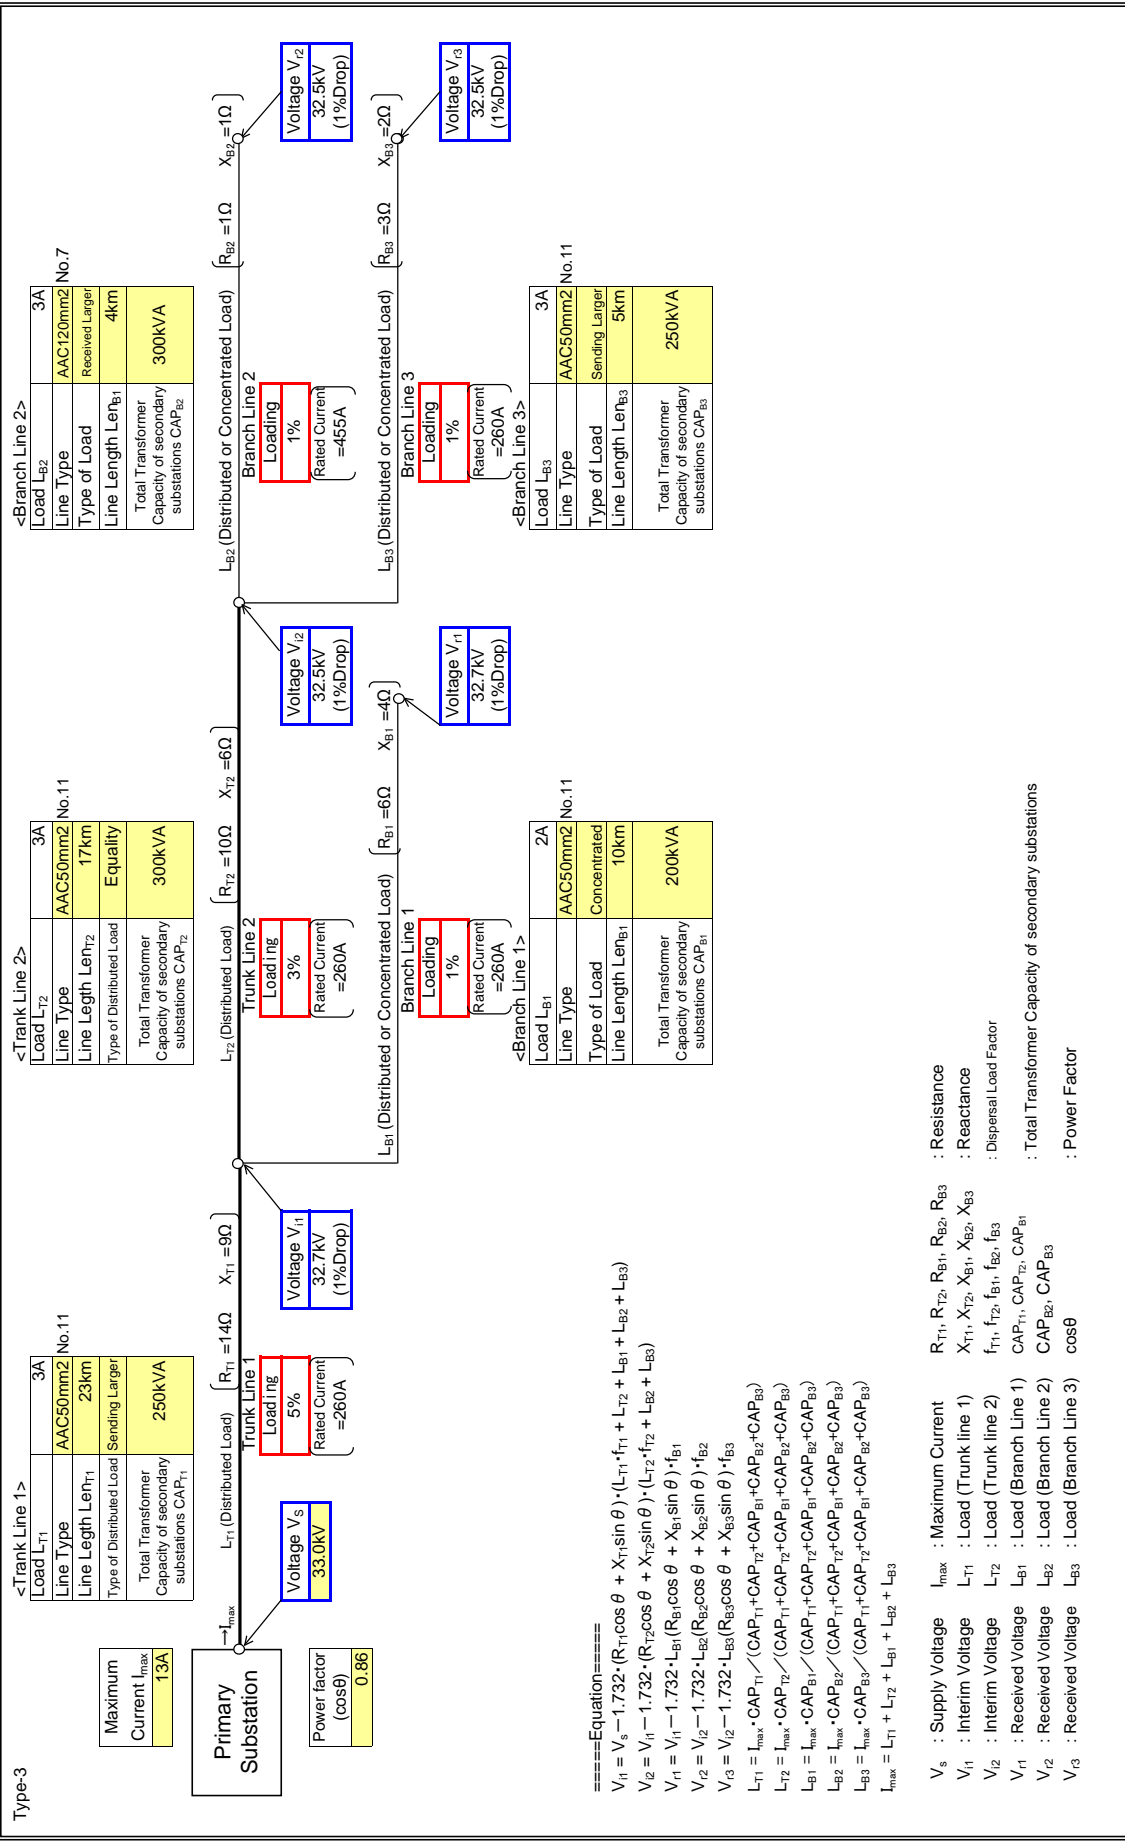 Type-3
Maximum
Current Imax
13A
Primary
Substation
→Imax
Power factor
(cosθ)
0.86
Voltage VS
33.0kV
<Trank Line 1>
Load LT1 3A
Line Type AAC50mm2 No.11
Line Legth LenT1 23km
Type of Distributed Load Sending Larger
Total Transformer
Capacity of secondary
substations CAPT1
250kVA
LT1 (Distributed Load)
RT1 =14Ω XT1 =9Ω
Trunk Line 1
Loading
5%
Rated Current
=260A
Voltage Vi1
32.7kV
(1%Drop)
<Trank Line 2>
Load LT2 3A
Line Type AAC50mm2 No.11
Line Legth LenT2 17km
Type of Distributed Load Equality
Total Transformer
Capacity of secondary
substations CAPT2
300kVA
LT2 (Distributed Load)
RT2 =10Ω XT2 =6Ω
Trunk Line 2
Loading
3%
Rated Current
=260A
Voltage Vi2
32.5kV
(1%Drop)
LB1 (Distributed or Concentrated Load)
RB1 =6Ω XB1 =4Ω
Branch Line 1
Loading
1%
Rated Current
=260A
Voltage Vr1
32.7kV
(1%Drop)
<Branch Line 1>
Load LB1 2A
Line Type AAC50mm2 No.11
Type of Load Concentrated
Line Length LenB1 10km
Total Transformer
Capacity of secondary
substations CAPB1
200kVA
<Branch Line 2>
Load LB2 3A
Line Type AAC120mm2 No.7
Type of Load Received Larger
Line Length LenB1 4km
Total Transformer
Capacity of secondary
substations CAPB2
300kVA
LB2 (Distributed or Concentrated Load)
RB2 =1Ω XB2 =1Ω
Branch Line 2
Loading
1%
Rated Current
=455A
Voltage Vr2
32.5kV
(1%Drop)
LB3 (Distributed or Concentrated Load)
RB3 =3Ω XB3 =2Ω
Branch Line 3
Loading
1%
Rated Current
=260A
Voltage Vr3
32.5kV
(1%Drop)
<Branch Line 3>
Load LB3 3A
Line Type AAC50mm2 No.11
Type of Load Sending Larger
Line Length LenB3 5km
Total Transformer
Capacity of secondary
substations CAPB3
250kVA
=====Equation=====
Vi1 = Vs−1.732・(RT1cos θ + XT1sin θ)・(LT1・fT1 + LT2 + LB1 + LB2 + LB3)
Vi2 = Vi1−1.732・(RT2cos θ + XT2sin θ)・(LT2・fT2 + LB2 + LB3)
Vr1 = Vi1−1.732・LB1(RB1cos θ + XB1sin θ)・fB1
Vr2 = Vi2−1.732・LB2(RB2cos θ + XB2sin θ)・fB2
Vr3 = Vi2−1.732・LB3(RB3cos θ + XB3sin θ)・fB3
LT1 = Imax・CAPT1／(CAPT1+CAPT2+CAPB1+CAPB2+CAPB3)
LT2 = Imax・CAPT2／(CAPT1+CAPT2+CAPB1+CAPB2+CAPB3)
LB1 = Imax・CAPB1／(CAPT1+CAPT2+CAPB1+CAPB2+CAPB3)
LB2 = Imax・CAPB2／(CAPT1+CAPT2+CAPB1+CAPB2+CAPB3)
LB3 = Imax・CAPB3／(CAPT1+CAPT2+CAPB1+CAPB2+CAPB3)
Imax = LT1 + LT2 + LB1 + LB2 + LB3
Vs : Supply Voltage Imax : Maximum Current RT1, RT2, RB1, RB2, RB3 : Resistance
Vi1 : Interim Voltage LT1 : Load (Trunk line 1) XT1, XT2, XB1, XB2, XB3 : Reactance
Vi2 : Interim Voltage LT2 : Load (Trunk line 2) fT1, fT2, fB1, fB2, fB3 : Dispersal Load Factor
Vr1 : Received Voltage LB1 : Load (Branch Line 1) CAPT1, CAPT2, CAPB1 : Total Transformer Capacity of secondary substations
Vr2 : Received Voltage LB2 : Load (Branch Line 2) CAPB2, CAPB3
Vr3 : Received Voltage LB3 : Load (Branch Line 3) cosθ : Power Factor